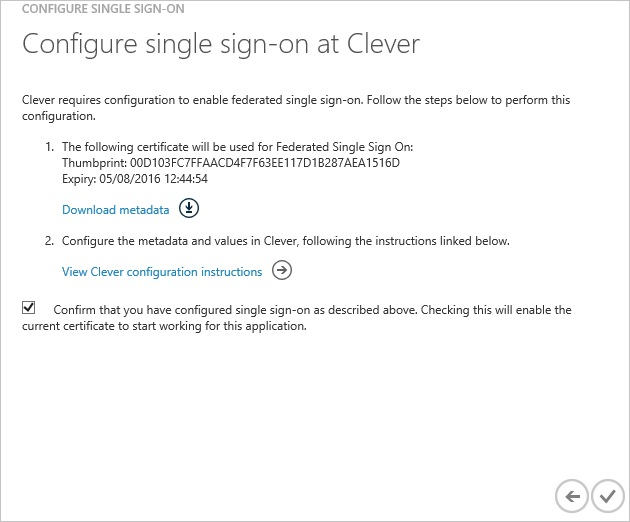 CONFIGURE SINGLE SIGN-ON
Configure single sign-on at Clever
Clever requires configuration to enable federated single sign-on. Follow the steps below to perform this
configuration.
1. The following certificate will be used for Federated Single Sign On:
Thumbprint: 00D103FC7FFAACD4F7F63EE117D1B287AEA1516D
Expiry: 05/08/2016 12:44:54
Download metadata
2. Configure the metadata and values in Clever, following the instructions linked below.
View Clever configuration instructions
Confirm that you have configured single sign-on as described above. Checking this will enable the
current certificate to start working for this application.